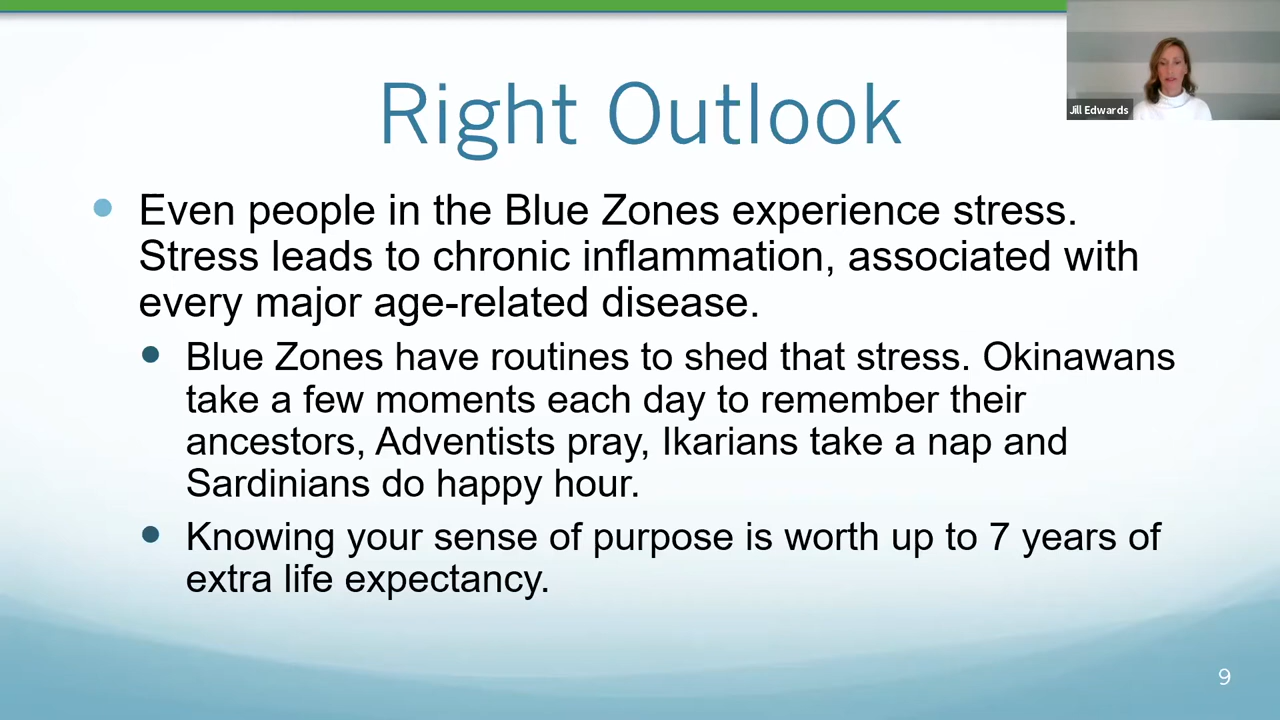 Right Outlook
Jill Edwards
Even people in the Blue Zones experience stress.
Stress leads to chronic inflammation, associated with
every major age-related disease.
Blue Zones have routines to shed that stress. Okinawans
take a few moments each day to remember their
ancestors, Adventists pray, Ikarians take a nap and
Sardinians do happy hour.
Knowing your sense of purpose is worth up to 7 years of
extra life expectancy.
9